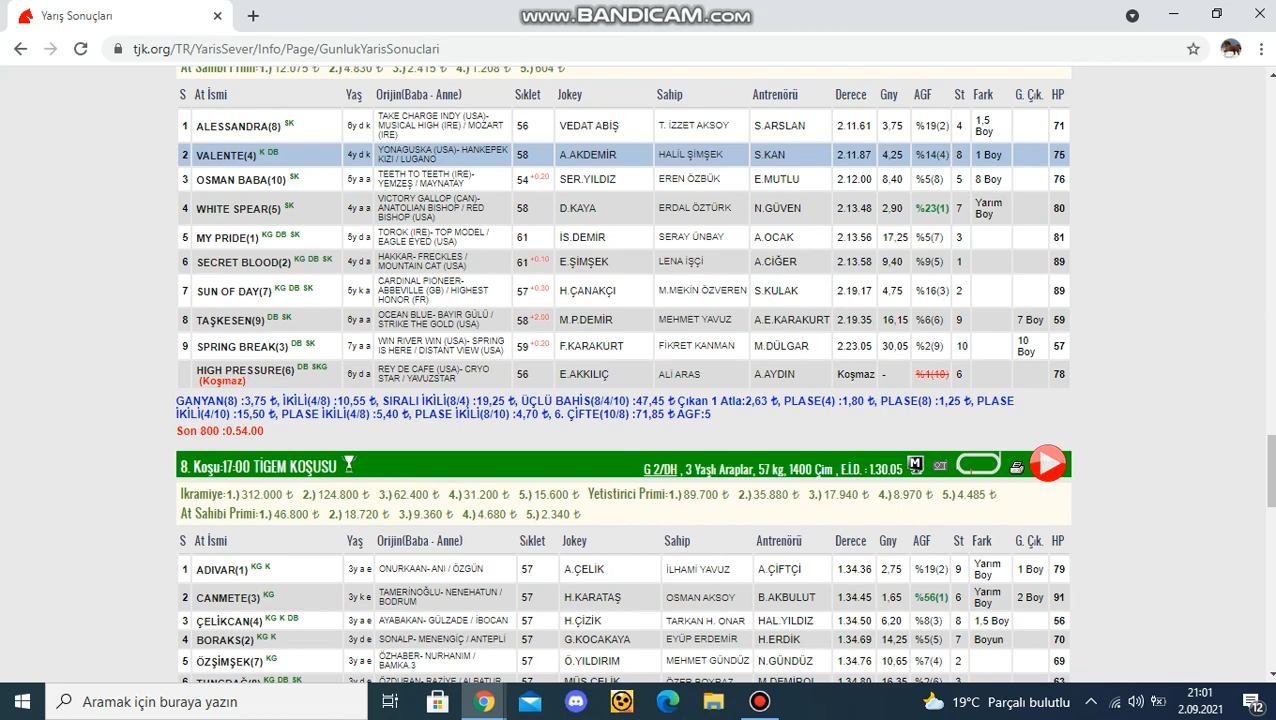 Yarış Sonuçları
www.BANDICAM.com
tjk.org/TR/YarisSever/Info/Page/GunlukYarisSonuclari
At Sahibi Primi:1.) 12.075 ₺ 2.) 4.830 ₺ 3.) 2.415 ₺ 4.) 1.208 ₺ 5.) 604 ₺
S At İsmi Yaş Orijin(Baba - Anne) Sıklet Jokey Sahip Antrenörü Derece Gny AGF St Fark G. Çık. HP
1 ALESSANDRA(8) SK 6y d k TAKE CHARGE INDY (USA)- MUSICAL HIGH (IRE) / MOZART (IRE) 56 VEDAT ABİŞ T. İZZET AKSOY S.ARSLAN 2.11.61 3,75 %19(2) 4 1,5 Boy 71
2 VALENTE(4) K DB 4y d k YONAGUSKA (USA)- HANKEPEK KIZI / LUGANO 58 A.AKDEMİR HALİL ŞİMŞEK S.KAN 2.11.87 4,25 %14(4) 8 1 Boy 75
3 OSMAN BABA(10) SK 5y a a TEETH TO TEETH (IRE)- YEMZEŞ / MAYNATAY 54 +0.20 SER.YILDIZ EREN ÖZBÜK E.MUTLU 2.12.00 8,40 %5(8) 5 8 Boy 76
4 WHITE SPEAR(5) SK 4y a a VICTORY GALLOP (CAN)- ANATOLIAN BISHOP / RED BISHOP (USA) 58 D.KAYA ERDAL ÖZTÜRK N.GÜVEN 2.13.48 2,90 %23(1) 7 Yarım Boy 80
5 MY PRIDE(1) KG DB SK 5y d a TOROK (IRE)- TOP MODEL / EAGLE EYED (USA) 61 İS.DEMİR SERAY ÜNBAY A.OCAK 2.13.56 17,25 %5(7) 3 81
6 SECRET BLOOD(2) KG DB SK 4y d a HAKKAR- FRECKLES / MOUNTAIN CAT (USA) 61 +0.10 E.ŞİMŞEK LENA İŞÇİ A.CİĞER 2.13.58 9,40 %9(5) 1 89
7 SUN OF DAY(7) KG DB SK 5y k a CARDINAL PIONEER- ABBEVILLE (GB) / HIGHEST HONOR (FR) 57 +0.30 H.ÇANAKÇI M.MEKİN ÖZVEREN S.KULAK 2.19.17 4,75 %16(3) 2 89
8 TAŞKESEN(9) DB SK 6y a a OCEAN BLUE- BAYIR GÜLÜ / STRIKE THE GOLD (USA) 58 +2.00 M.P.DEMİR MEHMET YAVUZ A.E.KARAKURT 2.19.35 16,15 %6(6) 9 7 Boy 59
9 SPRING BREAK(3) DB SK 7y a a WIN RIVER WIN (USA)- SPRING IS HERE / DISTANT VIEW (USA) 59 +0.20 F.KARAKURT FİKRET KANMAN M.DÜLGAR 2.23.05 30,05 %2(9) 10 10 Boy 57
HIGH PRESSURE(6) DB SKG (Koşmaz) 6y d a REY DE CAFE (USA)- CRYO STAR / YAVUZSTAR 56 E.AKKILIÇ ALİ ARAS A.AYDIN Koşmaz - %1(10) 6 78
GANYAN(8) :3,75 ₺, İKİLİ(4/8) :10,55 ₺, SIRALI İKİLİ(8/4) :19,25 ₺, ÜÇLÜ BAHİS(8/4/10) :47,45 ₺ Çıkan 1 Atla:2,63 ₺, PLASE(4) :1,80 ₺, PLASE(8) :1,25 ₺, PLASE
İKİLİ(4/10) :15,50 ₺, PLASE İKİLİ(4/8) :5,40 ₺, PLASE İKİLİ(8/10) :4,70 ₺, 6. ÇİFTE(10/8) :71,85 ₺ AGF:5
Son 800 :0.54.00
8. Koşu:17:00 TİGEM KOŞUSU G 2/DH , 3 Yaşlı Araplar, 57 kg, 1400 Çim , E.İ.D. : 1.30.05
İkramiye:1.) 312.000 ₺ 2.) 124.800 ₺ 3.) 62.400 ₺ 4.) 31.200 ₺ 5.) 15.600 ₺ Yetistirici Primi:1.) 89.700 ₺ 2.) 35.880 ₺ 3.) 17.940 ₺ 4.) 8.970 ₺ 5.) 4.485 ₺
At Sahibi Primi:1.) 46.800 ₺ 2.) 18.720 ₺ 3.) 9.360 ₺ 4.) 4.680 ₺ 5.) 2.340 ₺
S At İsmi Yaş Orijin(Baba - Anne) Sıklet Jokey Sahip Antrenörü Derece Gny AGF St Fark G. Çık. HP
1 ADIVAR(1) KG K 3y a e ONURKAAN- ANI / ÖZGÜN 57 A.ÇELİK İLHAMİ YAVUZ A.ÇİFTÇİ 1.34.36 2,75 %19(2) 9 Yarım Boy 1 Boy 79
2 CANMETE(3) KG 3y k e TAMERİNOĞLU- NENEHATUN / BODRUM 57 H.KARATAŞ OSMAN AKSOY B.AKBULUT 1.34.45 1,65 %56(1) 6 Yarım Boy 2 Boy 91
3 ÇELİKCAN(4) KG K DB 3y a e AYABAKAN- GÜLZADE / İBOCAN 57 H.ÇİZİK TARKAN H. ONAR HAL.YILDIZ 1.34.50 6,20 %8(3) 8 1,5 Boy 56
4 BORAKS(2) KG K 3y d e SONALP- MENENGİÇ / ANTEPLİ 57 G.KOCAKAYA EYÜP ERDEMİR H.ERDİK 1.34.69 14,25 %5(5) 7 Boyun 70
5 ÖZŞİMŞEK(7) KG 3y a e ÖZHABER- NURHANIM / BAMKA.3 57 Ö.YILDIRIM MEHMET GÜNDÜZ N.GÜNDÜZ 1.34.76 10,65 %7(4) 2 69
Aramak için buraya yazın
19°C Parçalı bulutlu
21:01
2.09.2021
12